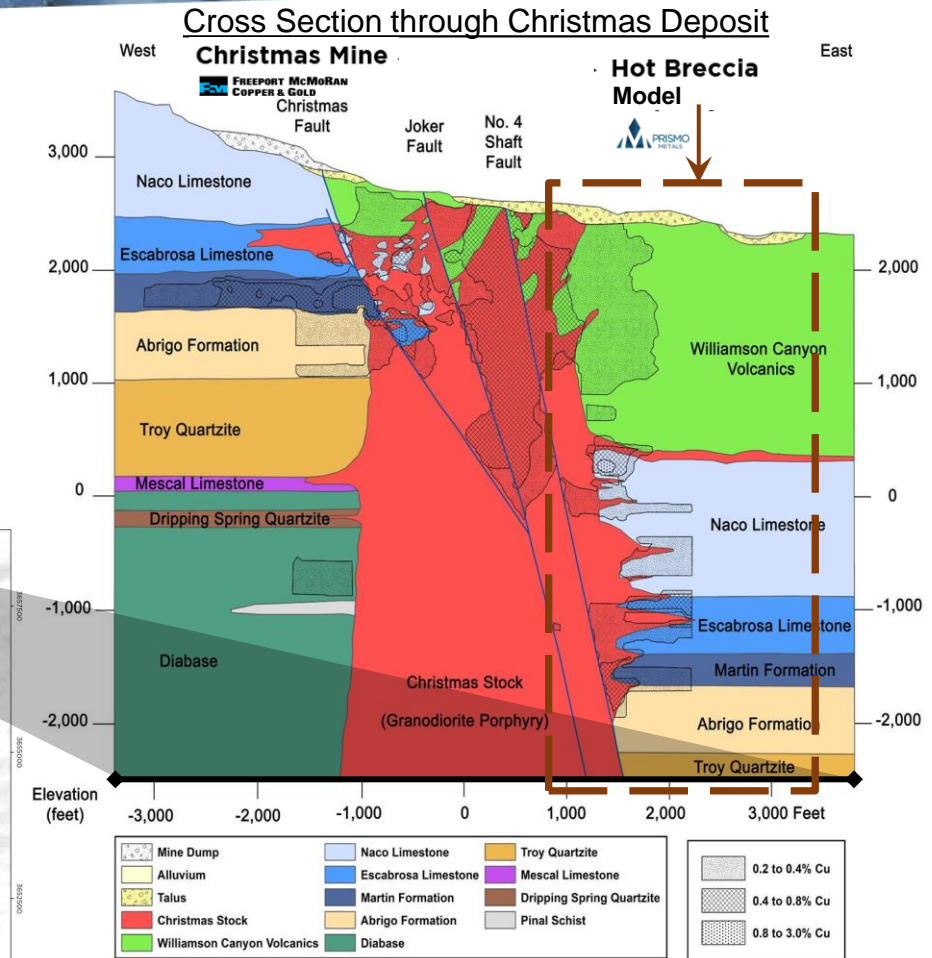 Cross Section through Christmas Deposit
West
East
Christmas Mine
FCX FREEPORT McMoRAN
COPPER & GOLD
Hot Breccia
Model
PRISMO
METALS
Christmas
Fault
Joker
Fault
No. 4
Shaft
Fault
3,000
2,000
1,000
0
-1,000
-2,000
2,000
1,000
0
-1,000
-2,000
Naco Limestone
Escabrosa Limestone
Abrigo Formation
Troy Quartzite
Mescal Limestone
Dripping Spring Quartzite
Diabase
Christmas Stock
(Granodiorite Porphyry)
Williamson Canyon
Volcanics
Naco Limestone
Escabrosa Limestone
Martin Formation
Abrigo Formation
Troy Quartzite
Elevation
(feet)
-3,000 -2,000 -1,000 0 1,000 2,000 3,000 Feet
Mine Dump
Alluvium
Talus
Christmas Stock
Williamson Canyon Volcanics
Naco Limestone
Escabrosa Limestone
Martin Formation
Abrigo Formation
Diabase
Troy Quartzite
Mescal Limestone
Dripping Spring Quartzite
Pinal Schist
0.2 to 0.4% Cu
0.4 to 0.8% Cu
0.8 to 3.0% Cu
3657500
3655000
3652500